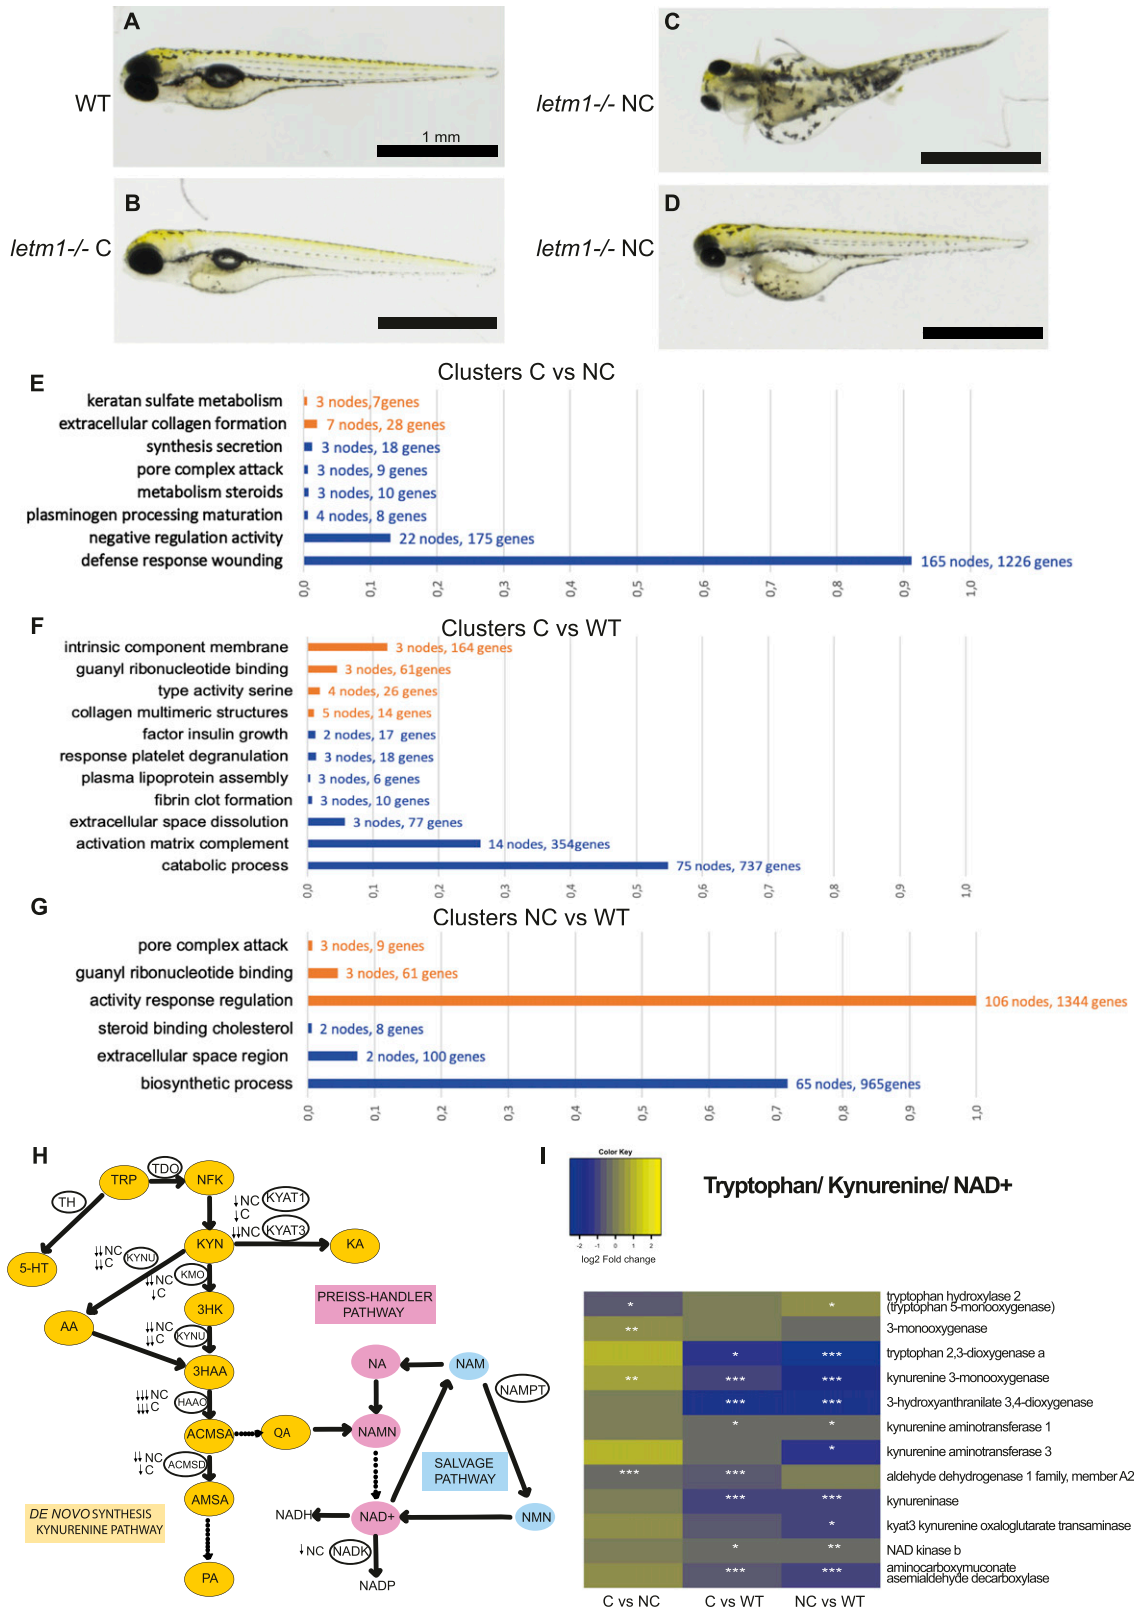 A
WT
1 mm
B
letm1-/- C
C
letm1-/- NC
D
letm1-/- NC
E
Clusters C vs NC
keratan sulfate metabolism
3 nodes,7genes
extracellular collagen formation
7 nodes, 28 genes
synthesis secretion
3 nodes, 18 genes
pore complex attack
3 nodes, 9 genes
metabolism steroids
3 nodes, 10 genes
plasminogen processing maturation
4 nodes, 8 genes
negative regulation activity
22 nodes, 175 genes
defense response wounding
165 nodes, 1226 genes
0,0 0,1 0,2 0,3 0,4 0,5 0,6 0,7 0,8 0,9 1,0
F
Clusters C vs WT
intrinsic component membrane
3 nodes, 164 genes
guanyl ribonucleotide binding
3 nodes, 61genes
type activity serine
4 nodes, 26 genes
collagen multimeric structures
5 nodes, 14 genes
factor insulin growth
2 nodes, 17 genes
response platelet degranulation
3 nodes, 18 genes
plasma lipoprotein assembly
3 nodes, 6 genes
fibrin clot formation
3 nodes, 10 genes
extracellular space dissolution
3 nodes, 77 genes
activation matrix complement
14 nodes, 354genes
catabolic process
75 nodes, 737 genes
0,0 0,1 0,2 0,3 0,4 0,5 0,6 0,7 0,8 0,9 1,0
G
Clusters NC vs WT
pore complex attack
3 nodes, 9 genes
guanyl ribonucleotide binding
3 nodes, 61 genes
activity response regulation
106 nodes, 1344 genes
steroid binding cholesterol
2 nodes, 8 genes
extracellular space region
2 nodes, 100 genes
biosynthetic process
65 nodes, 965genes
0,0 0,1 0,2 0,3 0,4 0,5 0,6 0,7 0,8 0,9 1,0
H
TRP
TDO
NFK
TH
5-HT
↓NC
↓C
KYAT1
↓↓NC
KYAT3
KYN
KA
↓↓NC
↓↓C
KYNU
↓↓NC
↓C
KMO
3HK
AA
↓↓NC
↓↓C
KYNU
3HAA
↓↓↓NC
↓↓↓C
HAAO
ACMSA
QA
↓↓NC
↓C
ACMSD
AMSA
PA
DE NOVO SYNTHESIS
KYNURENINE PATHWAY
PREISS-HANDLER
PATHWAY
NA
NAM
NAMPT
NAMN
SALVAGE
PATHWAY
NADH
NAD+
NMN
↓NC
NADK
NADP
I
Color Key
-2 -1 0 1 2
log2 Fold change
Tryptophan/ Kynurenine/ NAD+
* * tryptophan hydroxylase 2
(tryptophan 5-monooxygenase)
** 3-monooxygenase
* *** tryptophan 2,3-dioxygenase a
** *** *** kynurenine 3-monooxygenase
*** *** 3-hydroxyanthranilate 3,4-dioxygenase
* * kynurenine aminotransferase 1
* kynurenine aminotransferase 3
*** *** aldehyde dehydrogenase 1 family, member A2
*** *** kynureninase
* kyat3 kynurenine oxaloglutarate transaminase
* ** NAD kinase b
*** *** aminocarboxymuconate
asemialdehyde decarboxylase
C vs NC
C vs WT
NC vs WT